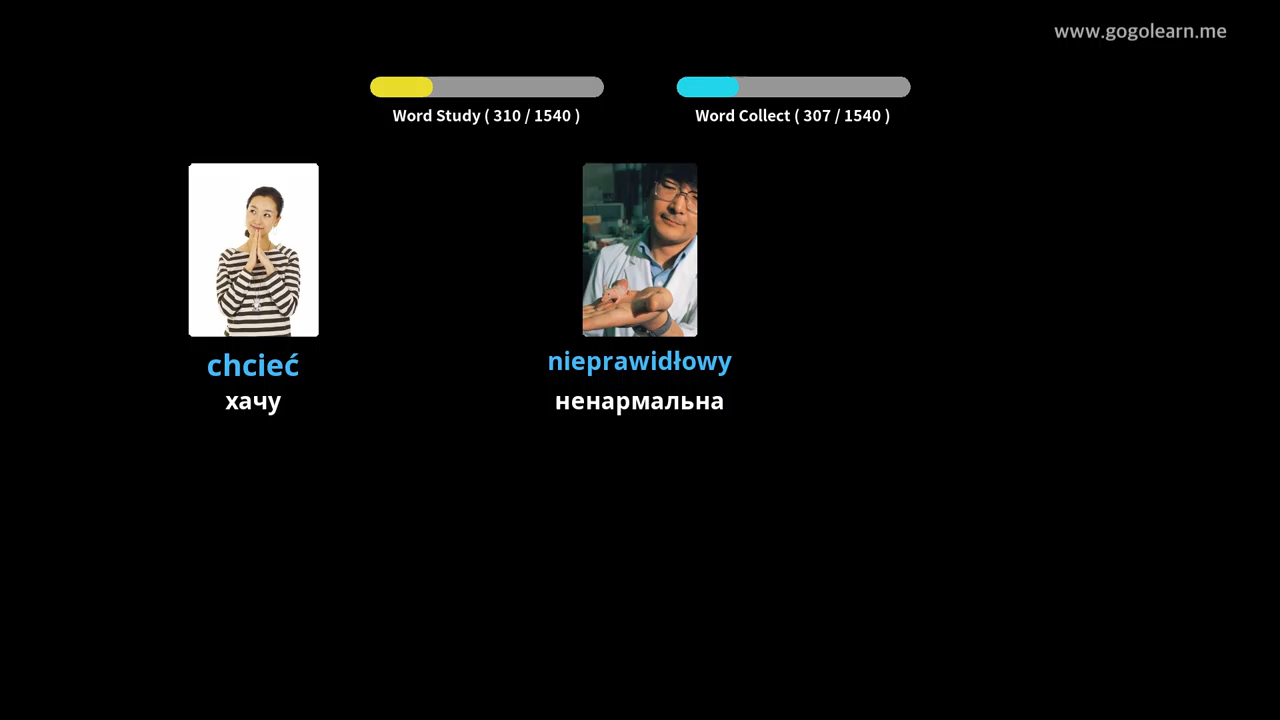 www.gogolearn.me
Word Study ( 310 / 1540 )
Word Collect ( 307 / 1540 )
chcieć
хачу
nieprawidłowy
ненармальна